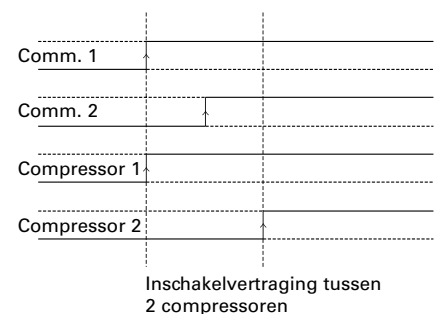 Comm. 1
Comm. 2
Compressor 1
Compressor 2
Inschakelvertraging tussen
2 compressoren